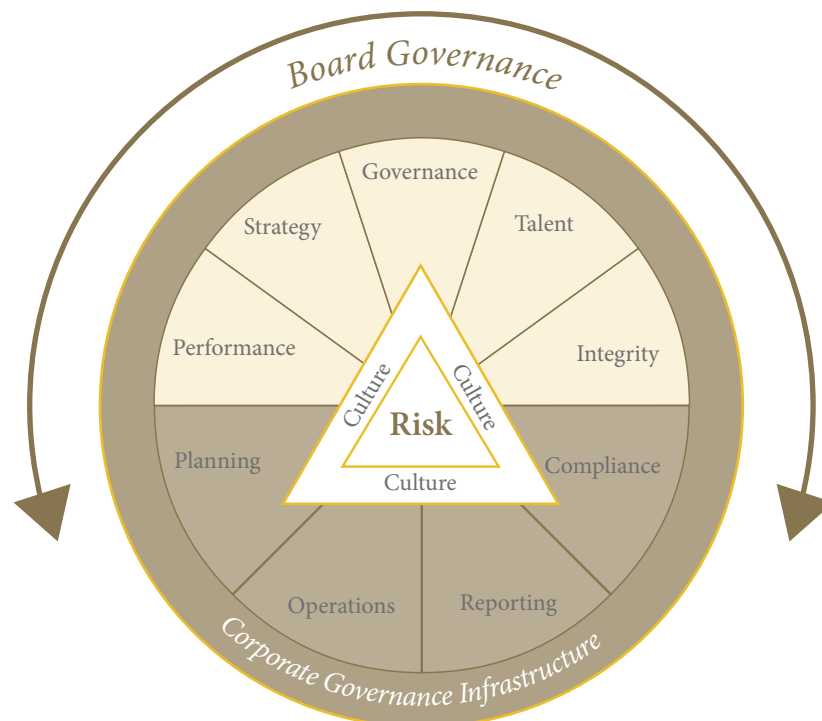 Board Governance
Governance
Strategy
Talent
Performance
Integrity
Culture
Culture
Risk
Culture
Planning
Compliance
Operations
Reporting
Corporate Governance Infrastructure